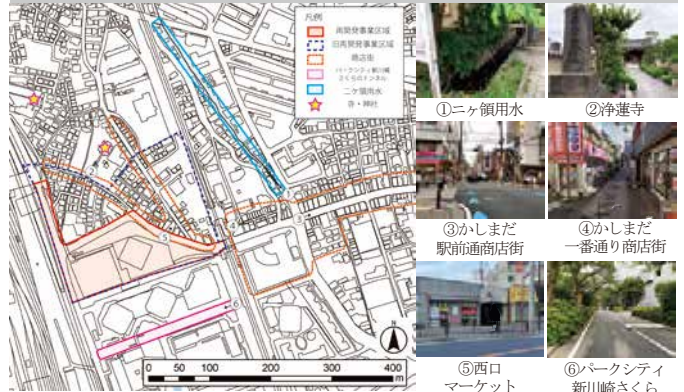 凡例
再開発事業区域
旧再開発事業区域
商店街
パークシティ新川崎
さくらのトンネル
二ヶ領用水
寺・神社
2
5
4
3
6
N
0 50 100 200 300 400
m
①二ヶ領用水
②浄蓮寺
③かしまだ
駅前通商店街
④かしまだ
一番通り商店街
⑤西口
マーケット
⑥パークシティ
新川崎さくら